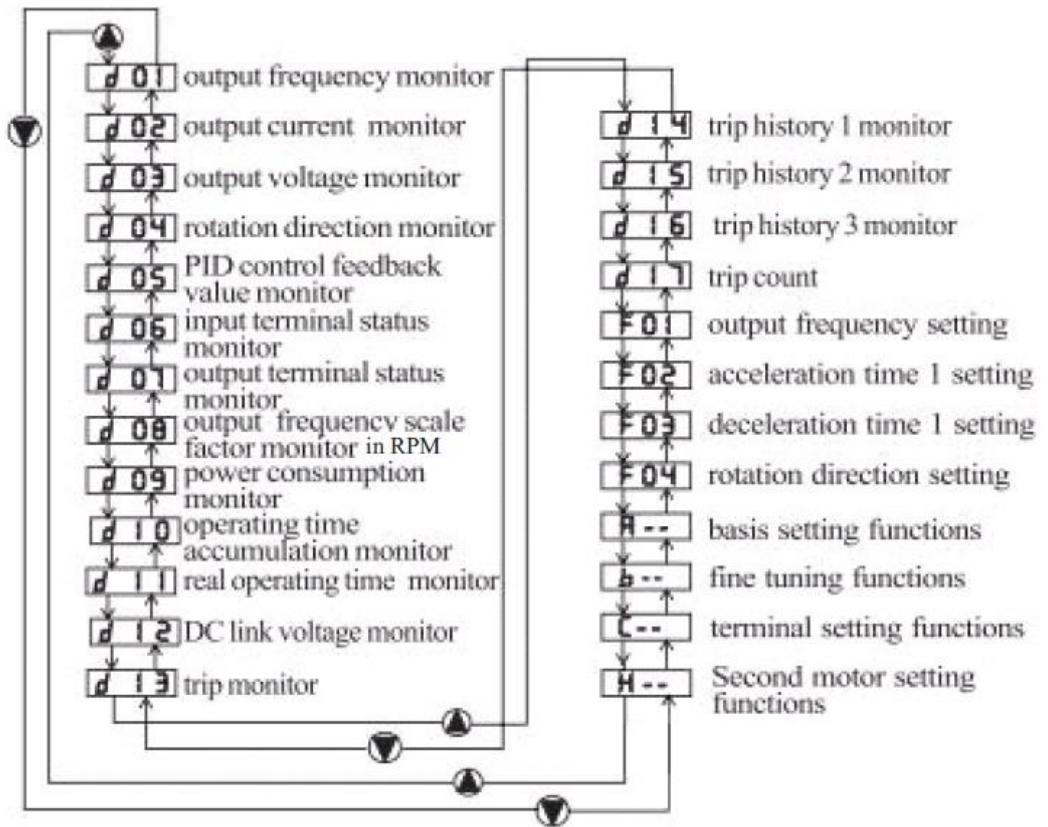 d 01 output frequency monitor
d 02 output current monitor
d 03 output voltage monitor
d 04 rotation direction monitor
d 05 PID control feedback
value monitor
d 06 input terminal status
monitor
d 07 output terminal status
monitor
d 08 output frequency scale
factor monitor in RPM
d 09 power consumption
monitor
d 10 operating time
accumulation monitor
d 11 real operating time monitor
d 12 DC link voltage monitor
d 13 trip monitor
d 14 trip history 1 monitor
d 15 trip history 2 monitor
d 16 trip history 3 monitor
d 17 trip count
F01 output frequency setting
F02 acceleration time 1 setting
F03 deceleration time 1 setting
F04 rotation direction setting
A-- basis setting functions
b-- fine tuning functions
C-- terminal setting functions
H-- Second motor setting
functions